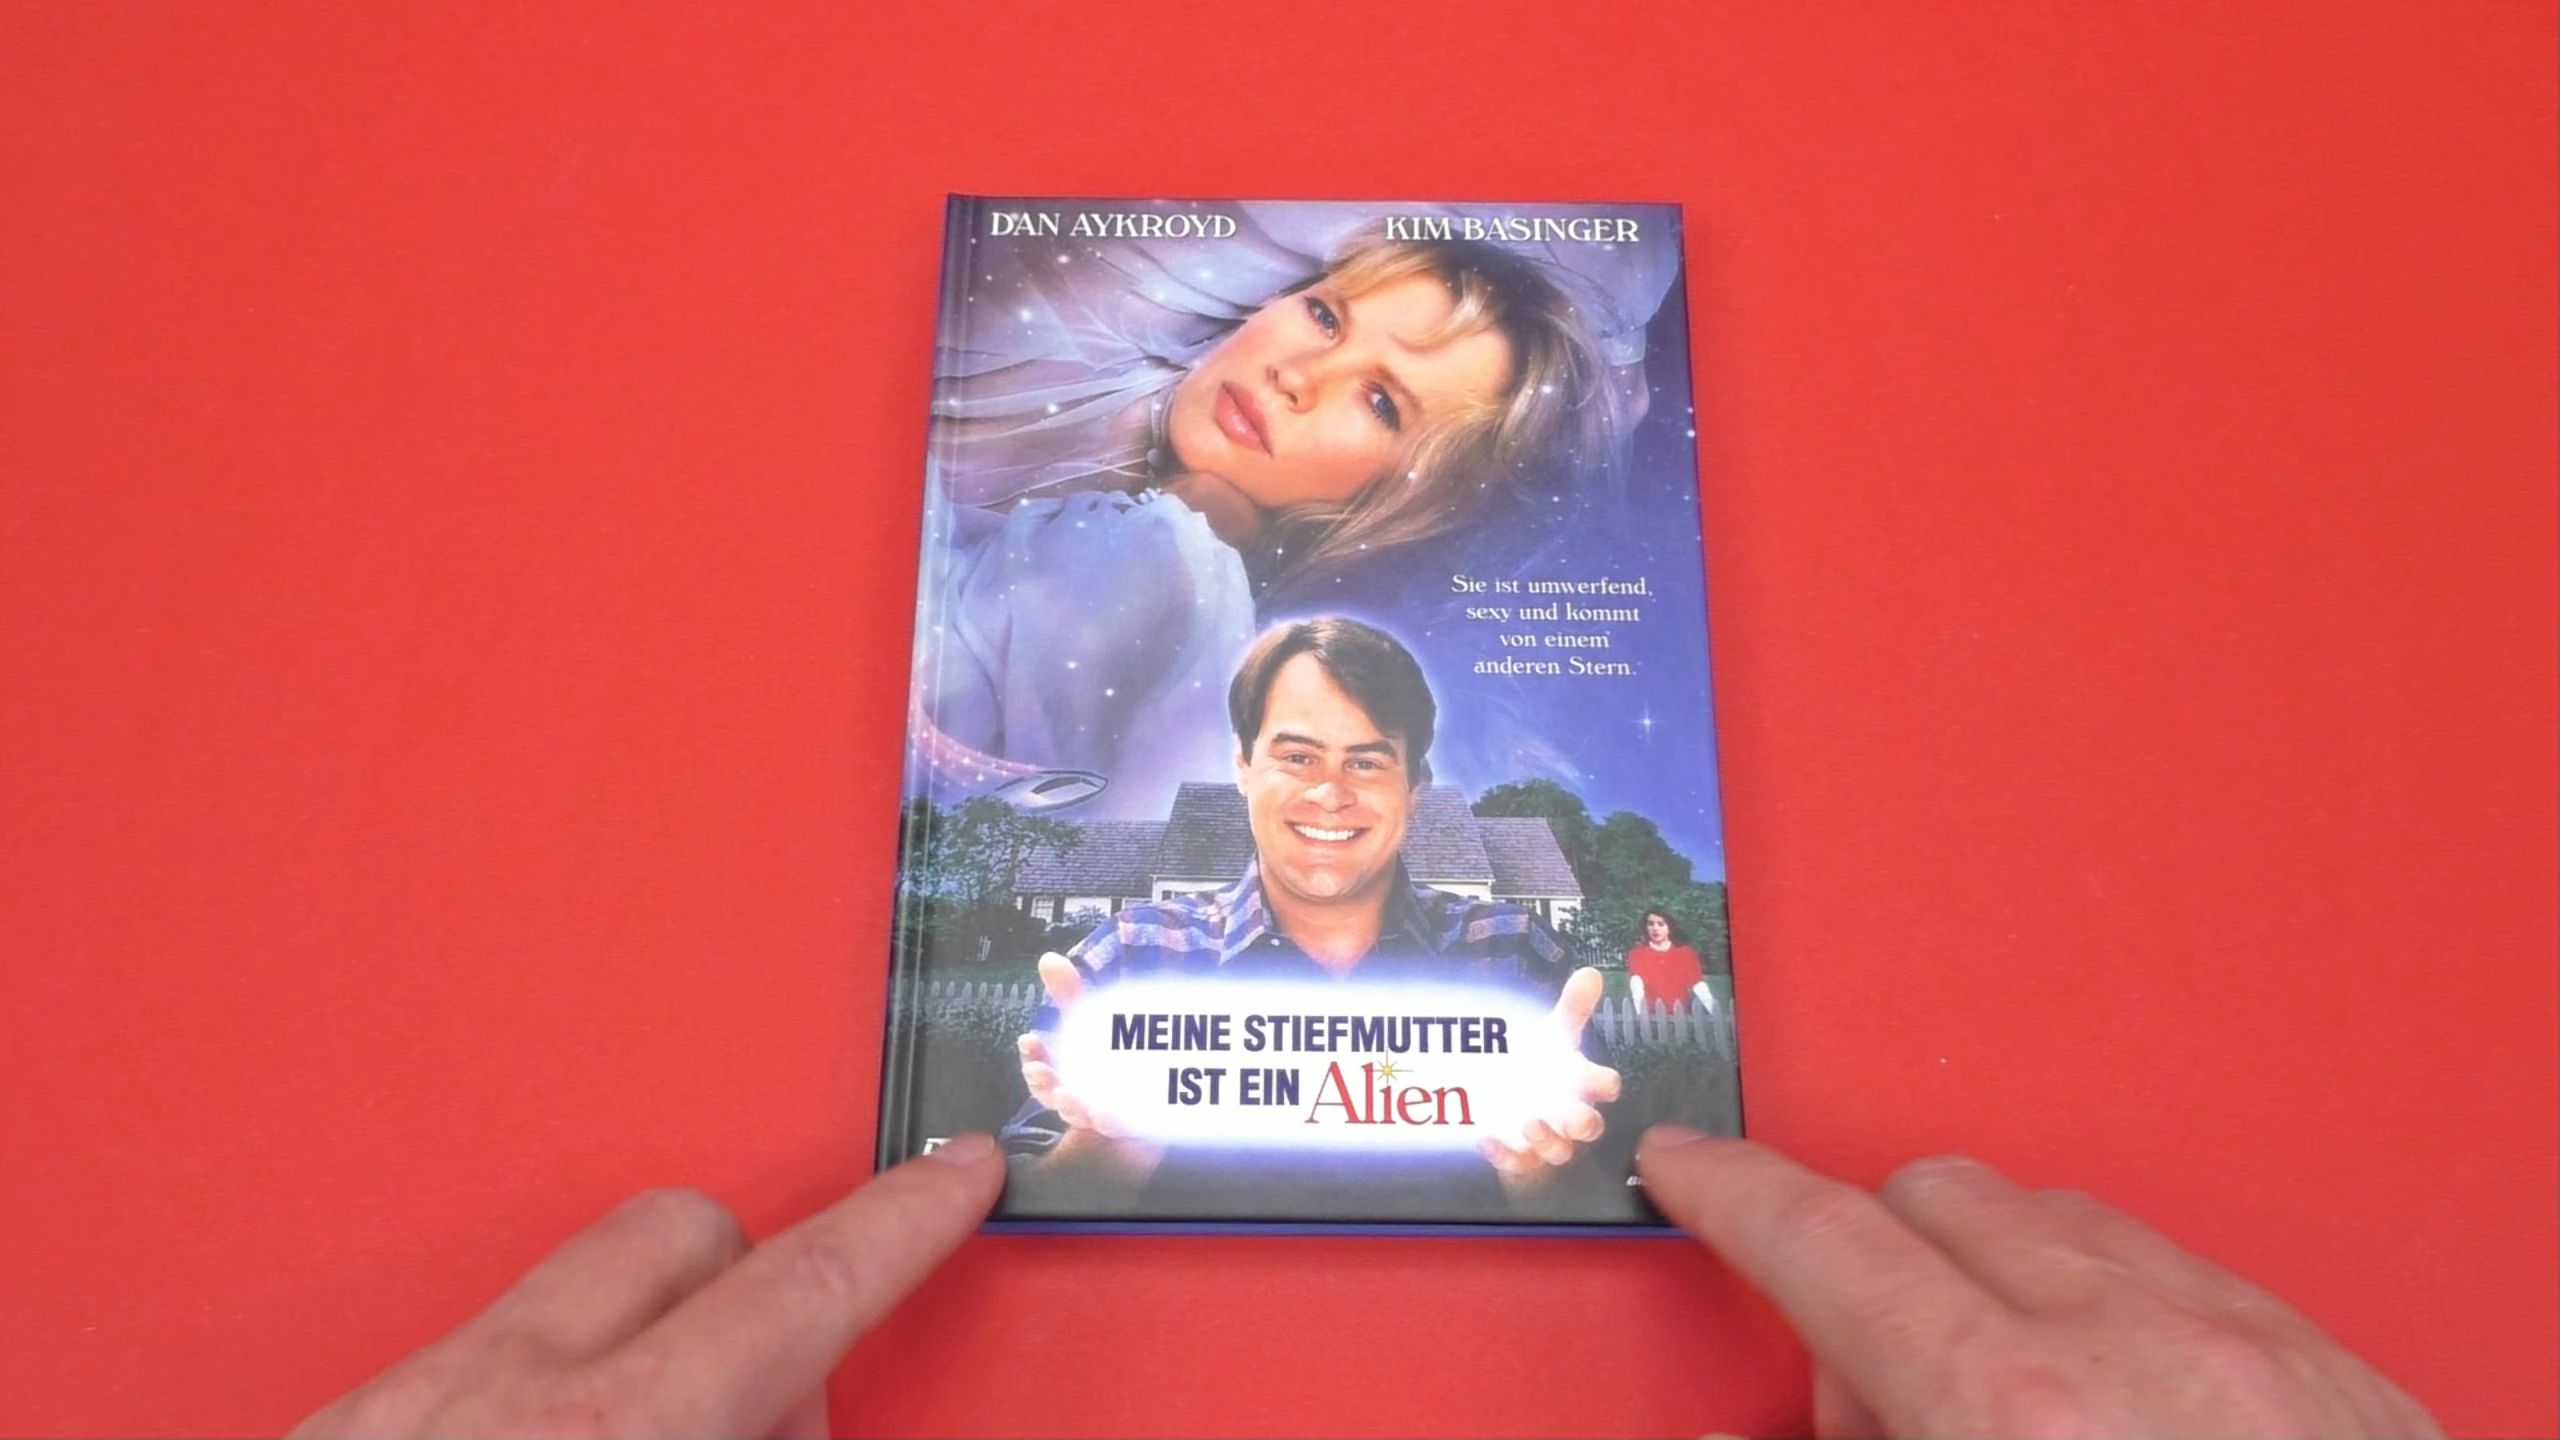 DAN AYKROYD KIM BASINGER
Sie ist umwerfend,
sexy und kommt
von einem
anderen Stern.
MEINE STIEFMUTTER
IST EIN Alien